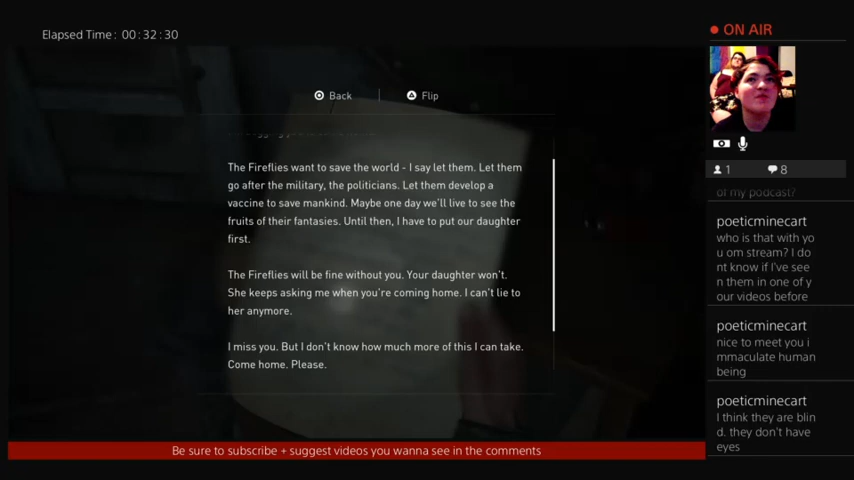 Elapsed Time: 00:32:30
ON AIR
Back
Flip
1
8
The Fireflies want to save the world - I say let them. Let them
go after the military, the politicians. Let them develop a
vaccine to save mankind. Maybe one day we'll live to see the
fruits of their fantasies. Until then, I have to put our daughter
first.
The Fireflies will be fine without you. Your daughter won't.
She keeps asking me when you're coming home. I can't lie to
her anymore.
I miss you. But I don't know how much more of this I can take.
Come home. Please.
of my podcast?
poeticminecart
who is that with yo
u om stream? I do
nt know if I've see
n them in one of y
our videos before
poeticminecart
nice to meet you i
mmaculate human
being
poeticminecart
I think they are blin
d. they don't have
eyes
Be sure to subscribe + suggest videos you wanna see in the comments